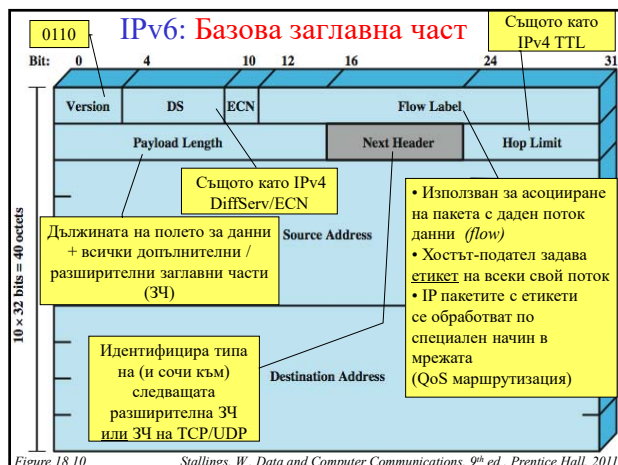 IPv6: Базова заглавна част
0110
Същото като
IPv4 TTL
Bit: 0 4 10 12 16 24 31
Version DS ECN Flow Label
Payload Length Next Header Hop Limit
Същото като IPv4
DiffServ/ECN
Дължината на полето за данни
+ всички допълнителни /
разширителни заглавни части
(ЗЧ)
Source Address
• Използван за асоцииране
на пакета с даден поток
данни (flow)
• Хостът-подател задава
етикет на всеки свой поток
• IP пакетите с етикети
се обработват по
специален начин в
мрежата
(QoS маршрутизация)
10 × 32 bits = 40 octets
Идентифицира типа
на (и сочи към)
следващата
разширителна ЗЧ
или ЗЧ на TCP/UDP
Destination Address
Figure 18.10 Stallings, W., Data and Computer Communications, 9th ed., Prentice Hall, 2011